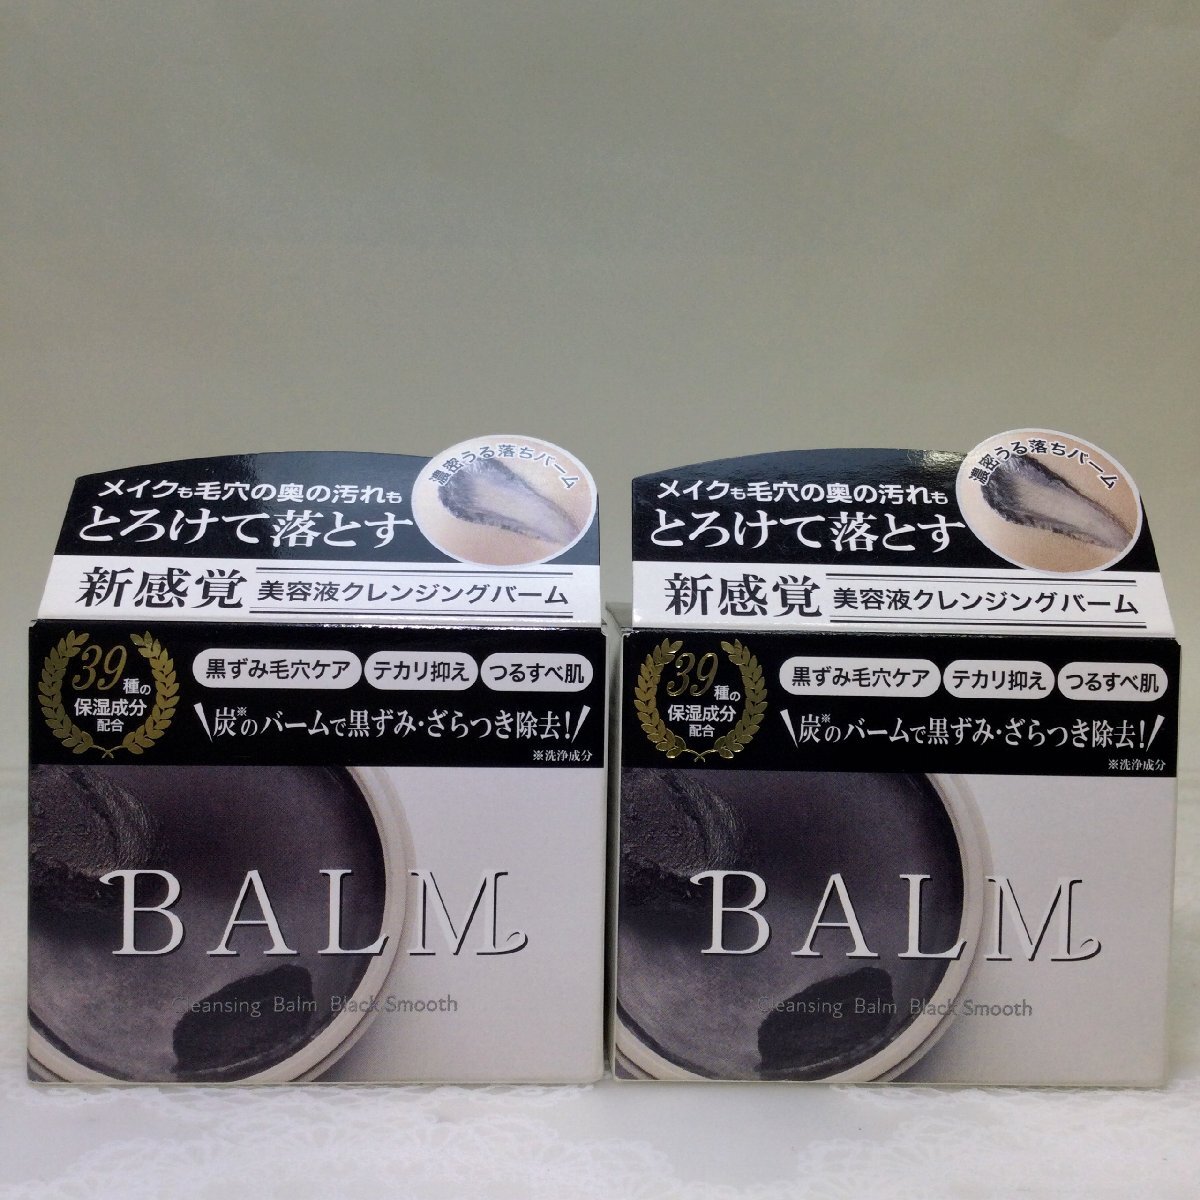 濃密うる落ちバーム
メイクも毛穴の奥の汚れも
とろけて落とす
新感覚 美容液クレンジングバーム
39種の
保湿成分
配合
黒ずみ毛穴ケア テカリ抑え つるすべ肌
炭※のバームで黒ずみ・ざらつき除去!
※洗浄成分
BALM
Cleansing Balm Black Smooth
濃密うる落ちバーム
メイクも毛穴の奥の汚れも
とろけて落とす
新感覚 美容液クレンジングバーム
39種の
保湿成分
配合
黒ずみ毛穴ケア テカリ抑え つるすべ肌
炭※のバームで黒ずみ・ざらつき除去!
※洗浄成分
BALM
Cleansing Balm Black Smooth